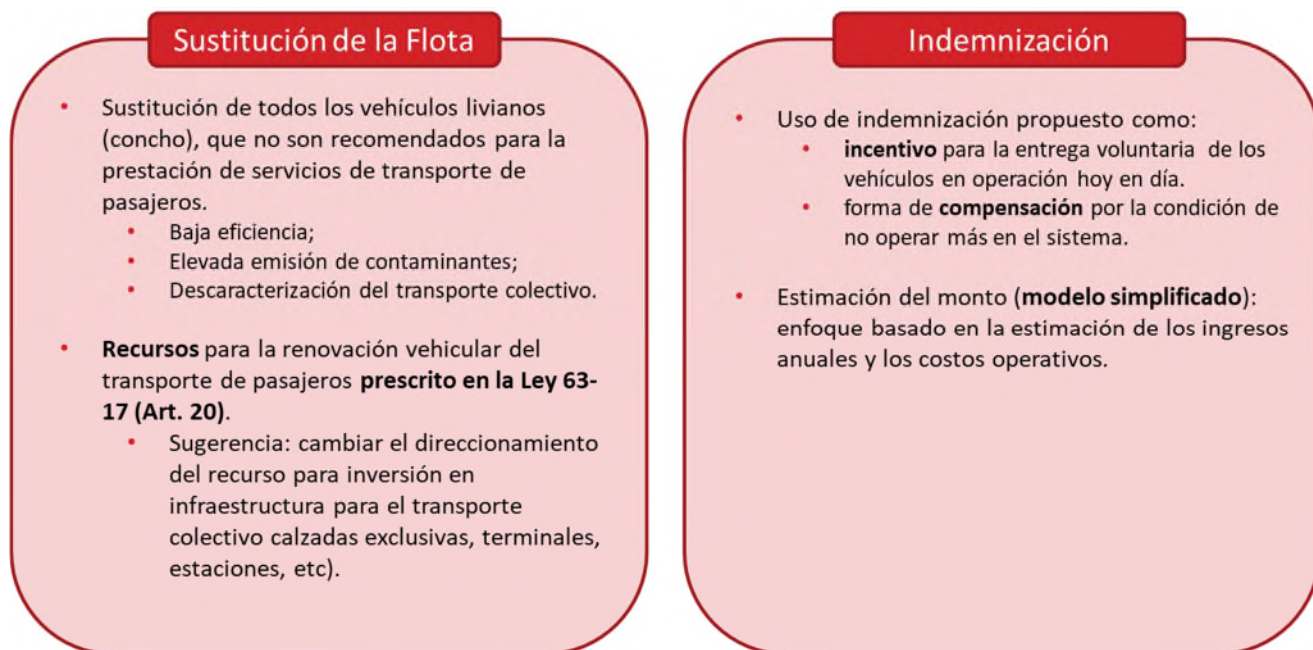 Sustitución de la Flota
• Sustitución de todos los vehículos livianos
(concho), que no son recomendados para la
prestación de servicios de transporte de
pasajeros.
• Baja eficiencia;
• Elevada emisión de contaminantes;
• Descaracterización del transporte colectivo.
• Recursos para la renovación vehicular del
transporte de pasajeros prescrito en la Ley 63-
17 (Art. 20).
• Sugerencia: cambiar el direccionamiento
del recurso para inversión en
infraestructura para el transporte
colectivo calzadas exclusivas, terminales,
estaciones, etc).
Indemnización
• Uso de indemnización propuesto como:
• incentivo para la entrega voluntaria de los
vehículos en operación hoy en día.
• forma de compensación por la condición de
no operar más en el sistema.
• Estimación del monto (modelo simplificado):
enfoque basado en la estimación de los ingresos
anuales y los costos operativos.